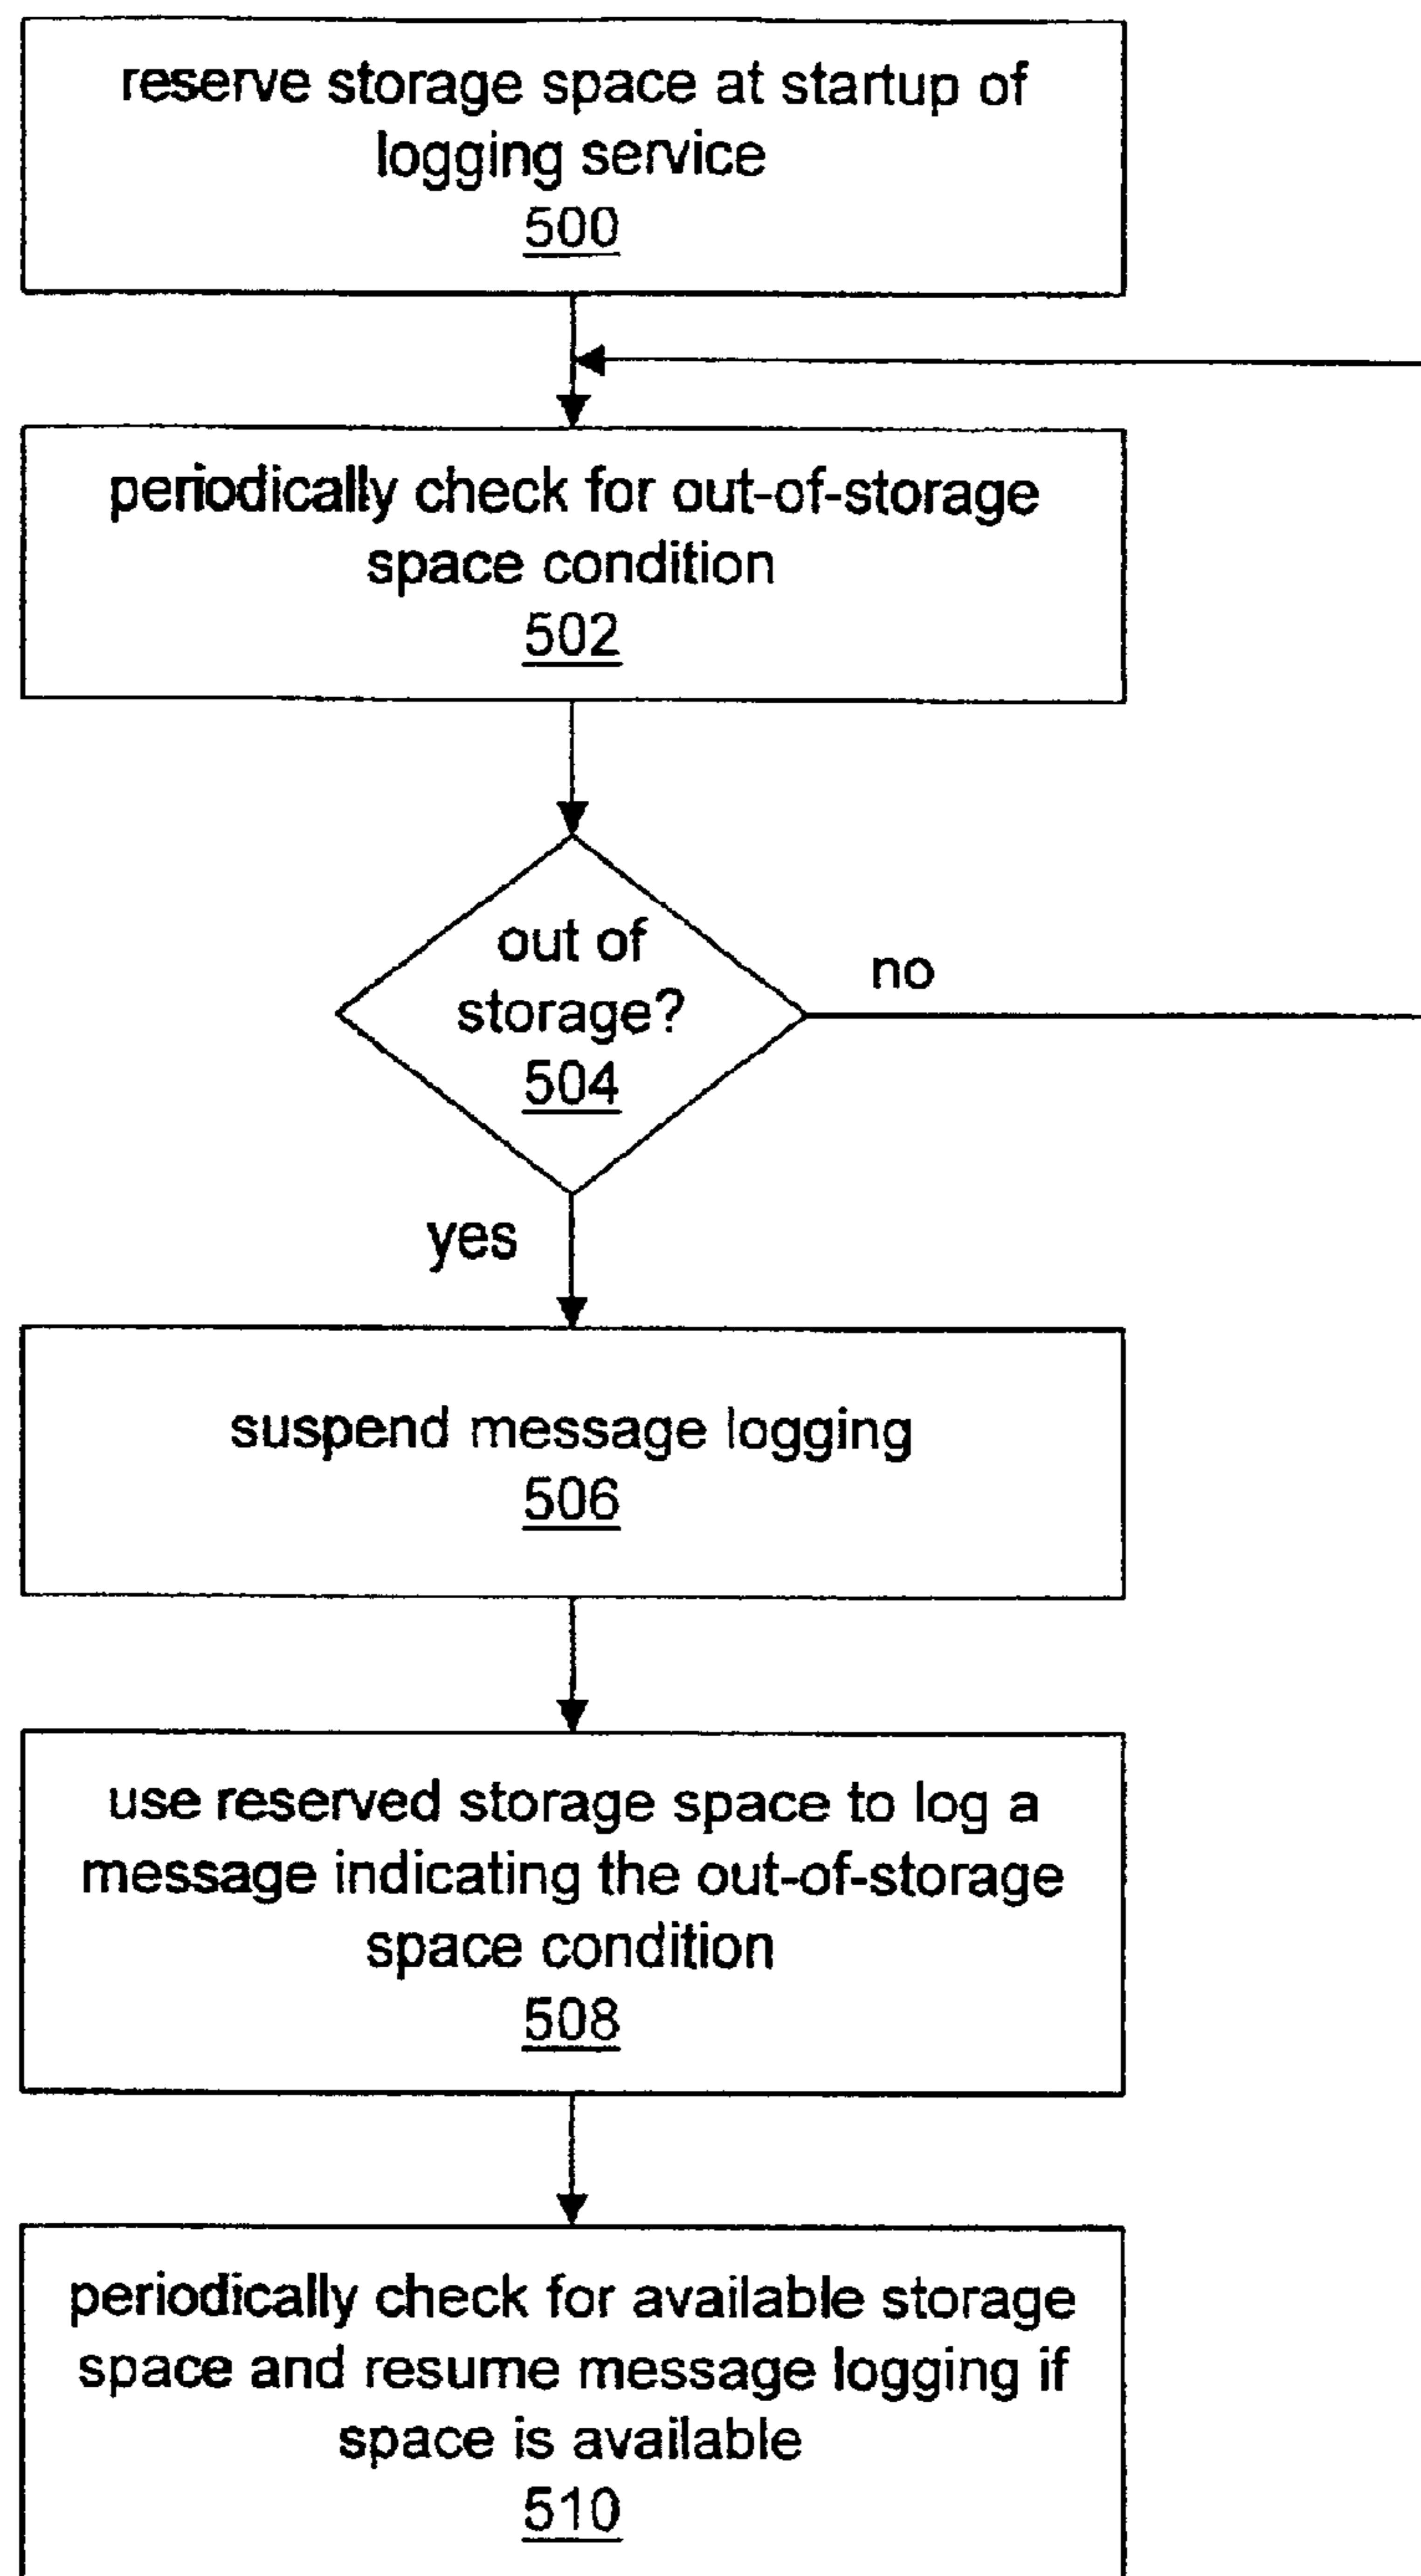 reserve storage space at startup of
logging service
500
periodically check for out-of-storage
space condition
502
out of
storage?
504
no
yes
suspend message logging
506
use reserved storage space to log a
message indicating the out-of-storage
space condition
508
periodically check for available storage
space and resume message logging if
space is available
510